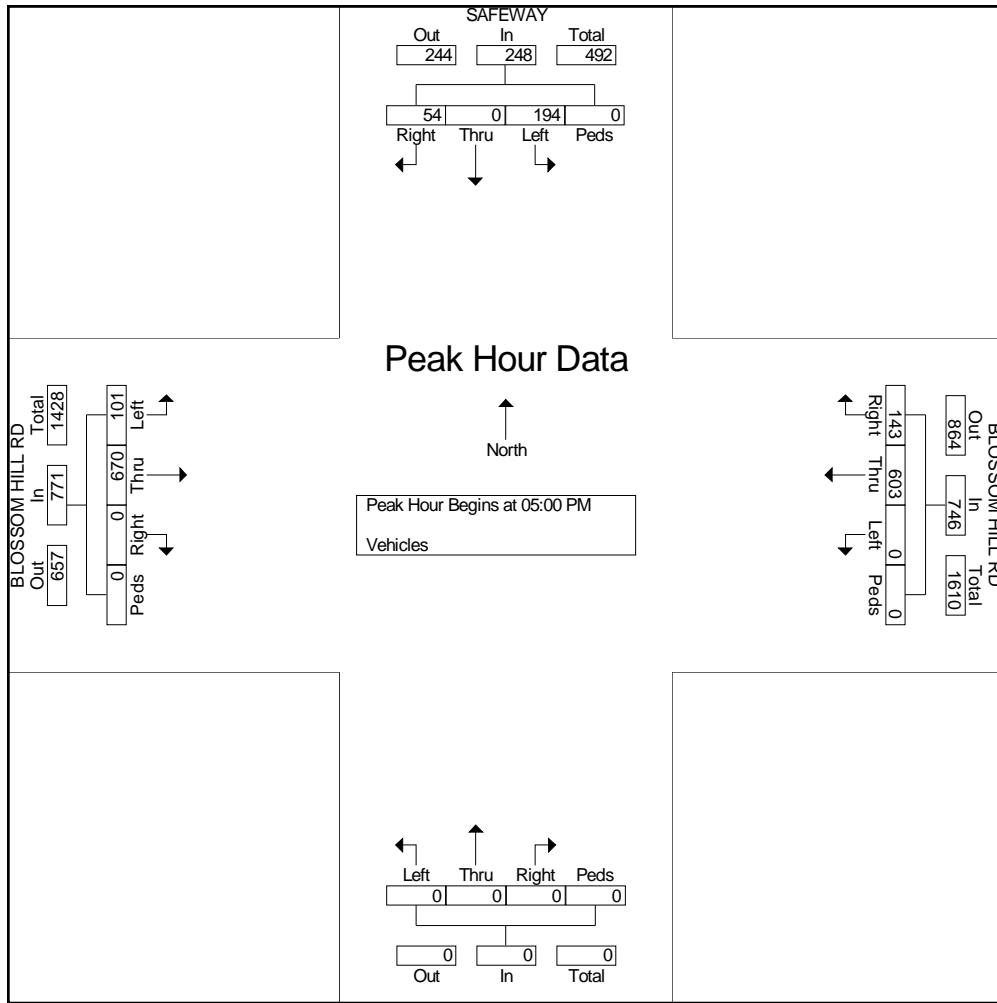 SAFEWAY
Out In Total
244 248 492
54 0 194 0
Right Thru Left Peds
Peak Hour Data
North
Peak Hour Begins at 05:00 PM
Vehicles
BLOSSOM HILL RD
Total In Out
1428 771 657
101 670 0 0
Left Thru Right Peds
BLOSSOM HILL RD
Out In Total
864 746 1610
143 603 0 0
Right Thru Left Peds
Left Thru Right Peds
0 0 0 0
0 0 0
Out In Total